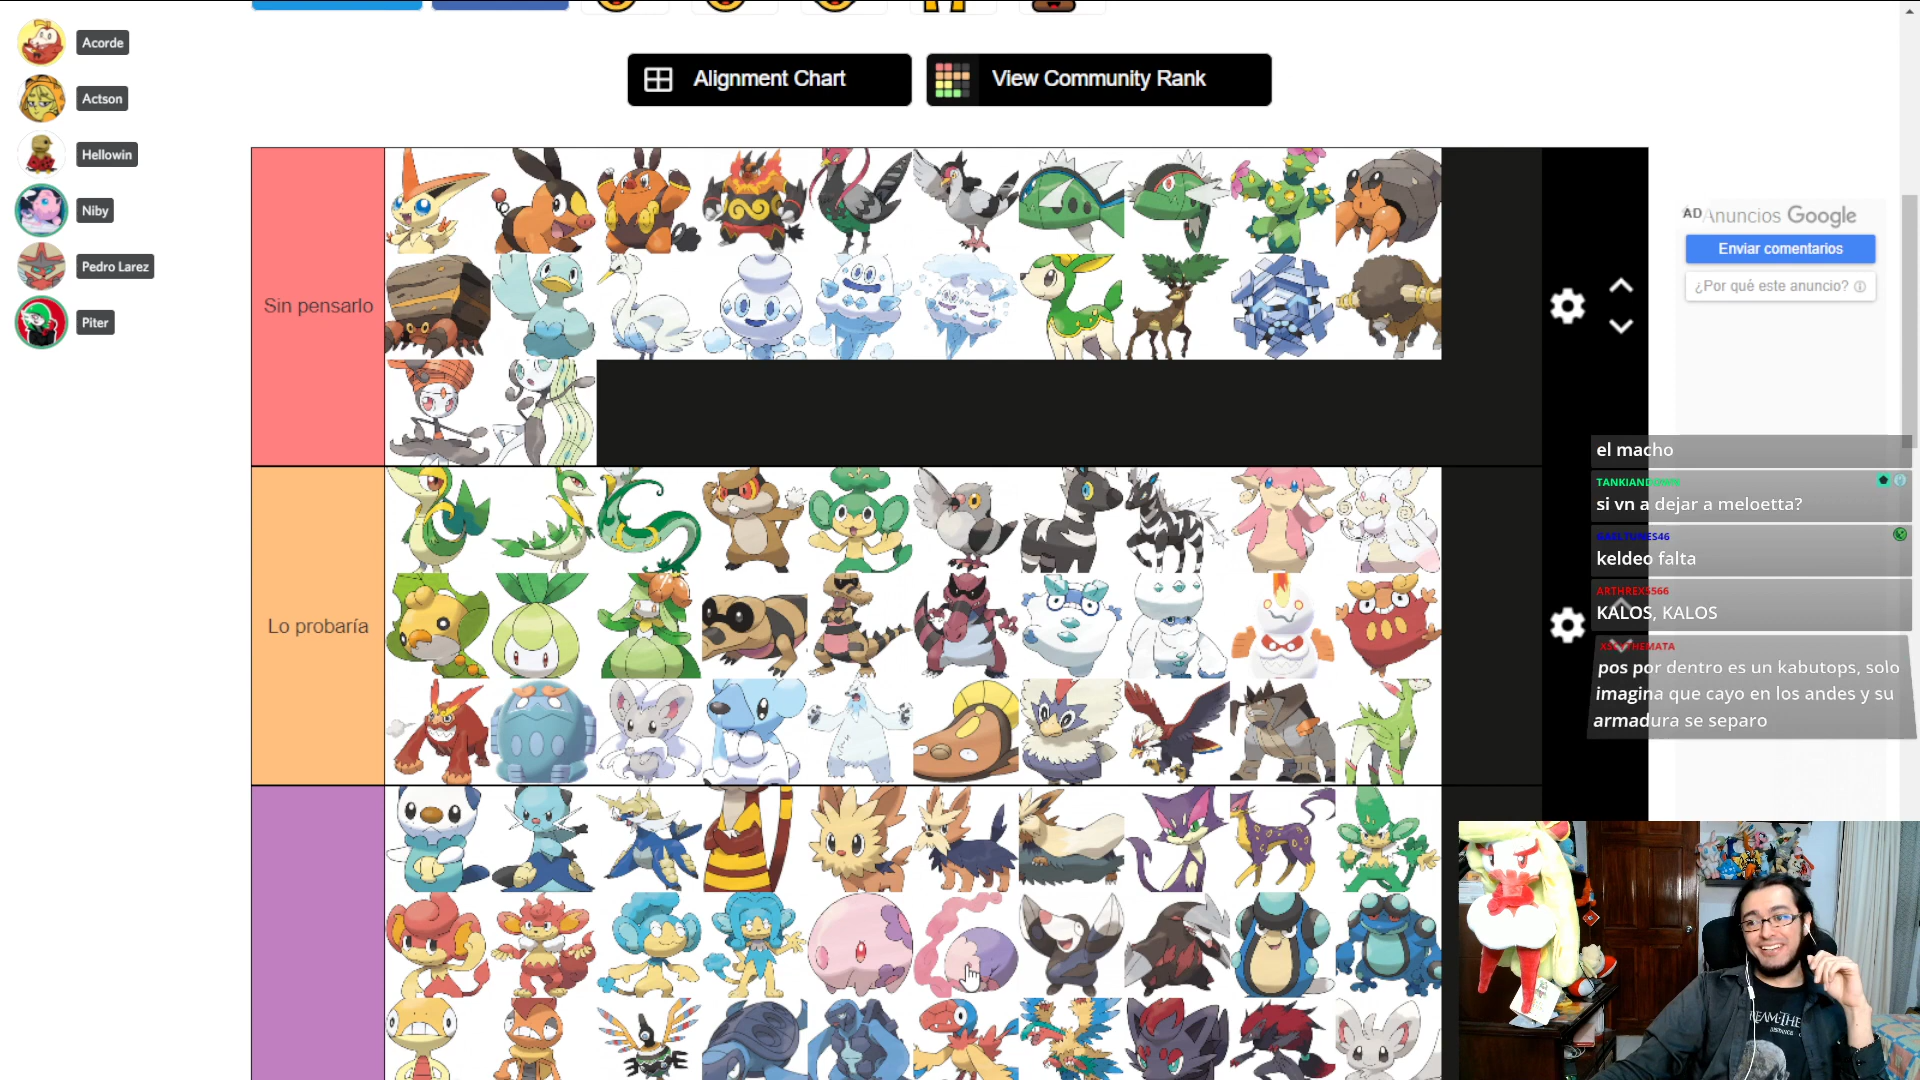 Acorde
Actson
Hellowin
Niby
Pedro Larez
Piter
Alignment Chart
View Community Rank
Sin pensarlo
Lo probaría
AD
Anuncios Google
Enviar comentarios
¿Por qué este anuncio?
el macho
si vn a dejar a meloetta?
keldeo falta
ARTHREX5566
KALOS, KALOS
pos por dentro es un kabutops, solo
imagina que cayo en los andes y su
armadura se separo